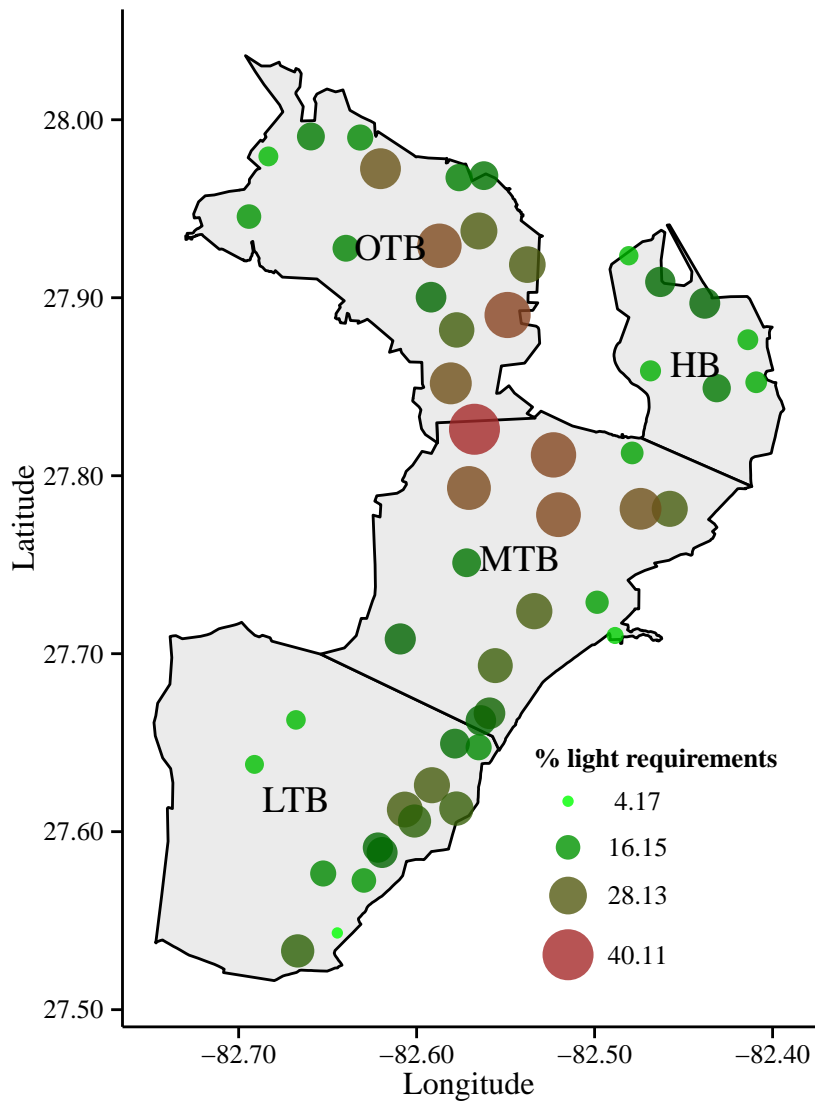 28.00
OTB
27.90
HB
27.80
Latitude
MTB
27.70
% light requirements
4.17
LTB
27.60
16.15
28.13
40.11
27.50
−82.70 −82.60 −82.50 −82.40
Longitude